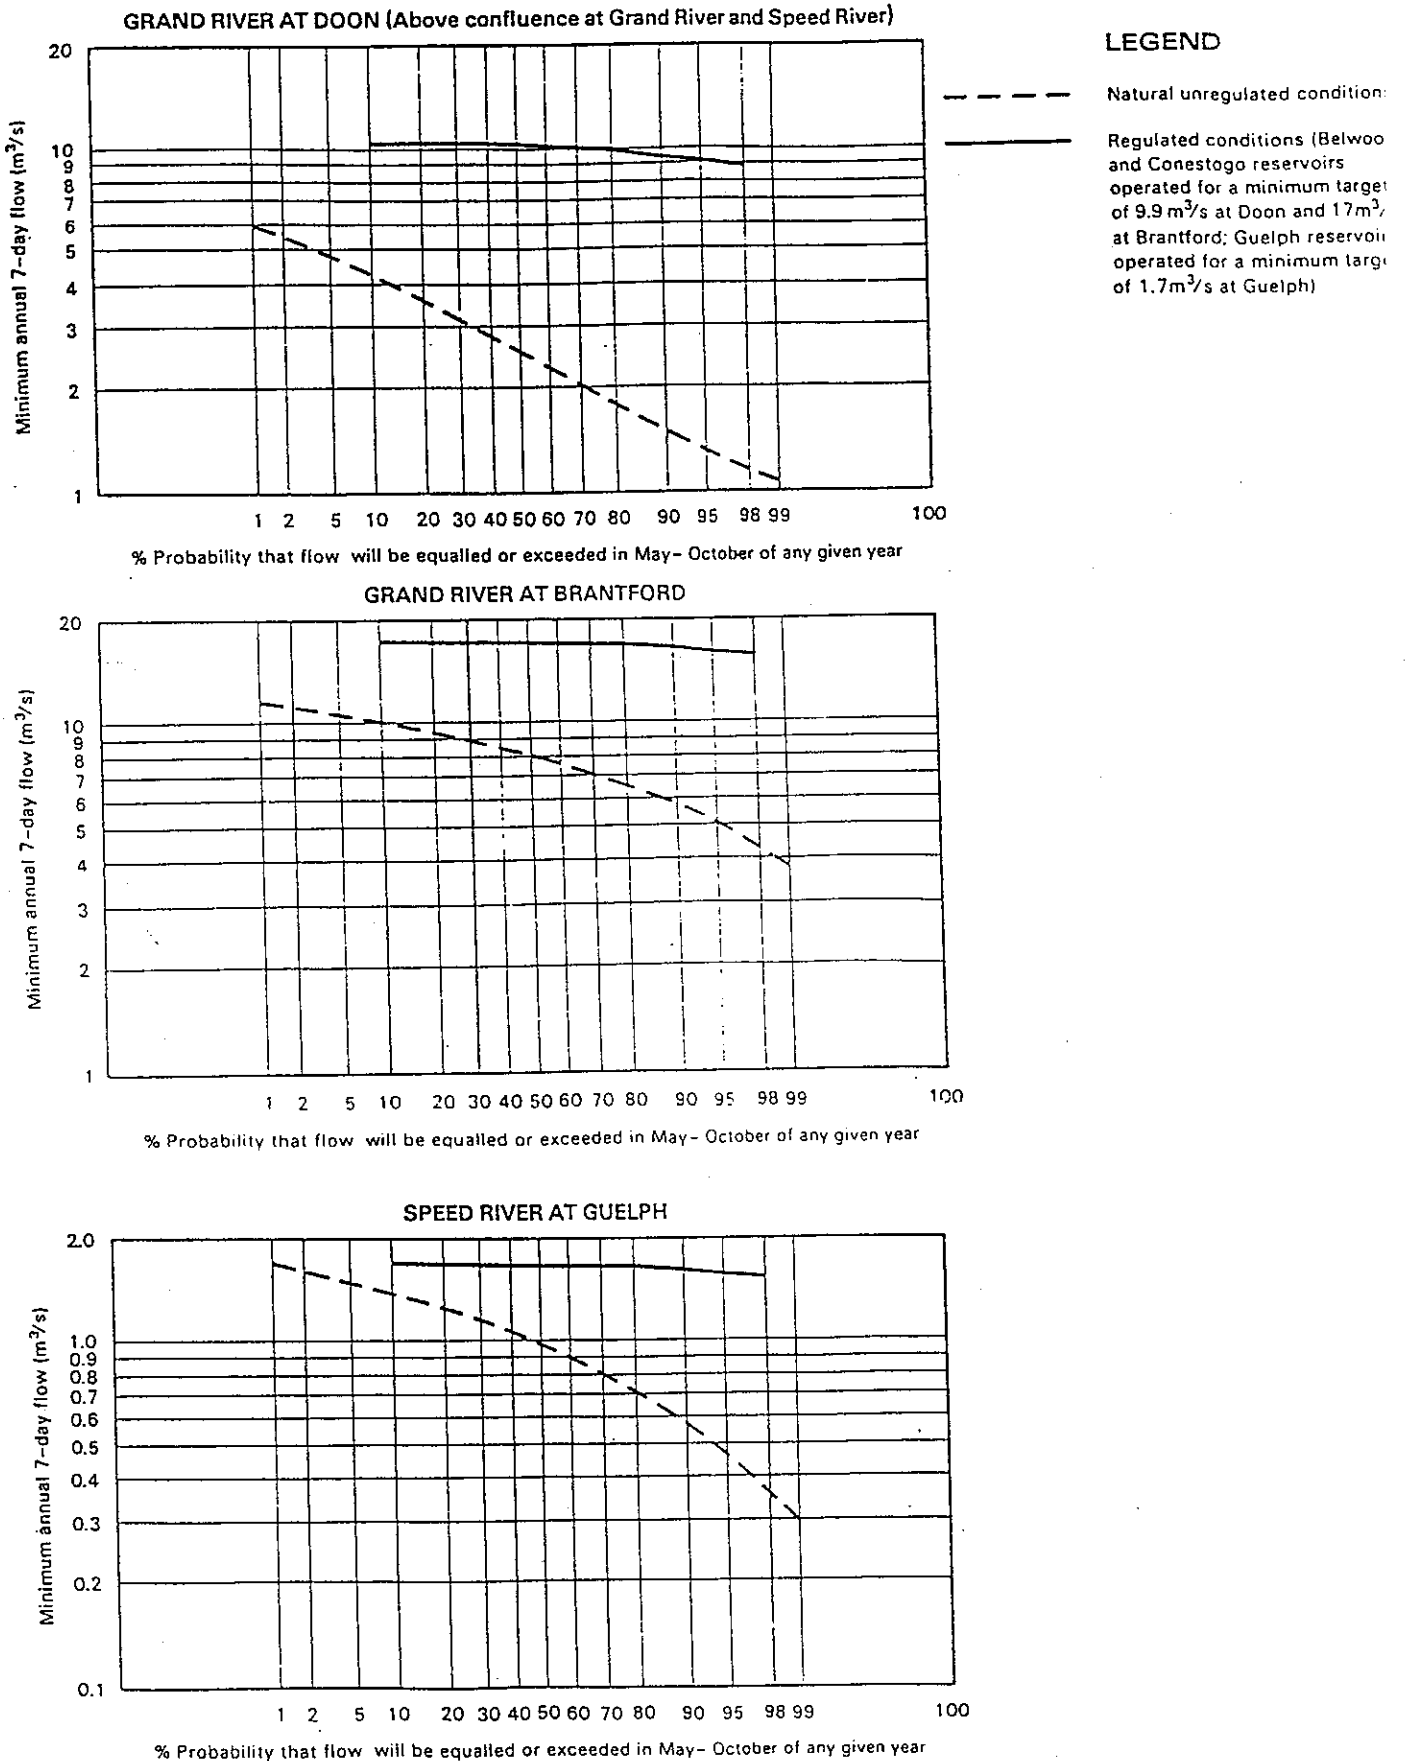 GRAND RIVER AT DOON (Above confluence at Grand River and Speed River)
20
10
9
8
7
6
5
4
3
2
1
Minimum annual 7-day flow (m³/s)
1 2 5 10 20 30 40 50 60 70 80 90 95 98 99 100
% Probability that flow will be equalled or exceeded in May- October of any given year
LEGEND
Natural unregulated condition
Regulated conditions (Belwoo
and Conestogo reservoirs
operated for a minimum target
of 9.9 m³/s at Doon and 17m³/
at Brantford; Guelph reservoi
operated for a minimum targ
of 1.7m³/s at Guelph)
GRAND RIVER AT BRANTFORD
20
10
9
8
7
6
5
4
3
2
1
Minimum annual 7-day flow (m³/s)
1 2 5 10 20 30 40 50 60 70 80 90 95 98 99 100
% Probability that flow will be equalled or exceeded in May- October of any given year
SPEED RIVER AT GUELPH
2.0
1.0
0.9
0.8
0.7
0.6
0.5
0.4
0.3
0.2
0.1
Minimum annual 7-day flow (m³/s)
1 2 5 10 20 30 40 50 60 70 80 90 95 98 99 100
% Probability that flow will be equalled or exceeded in May- October of any given year